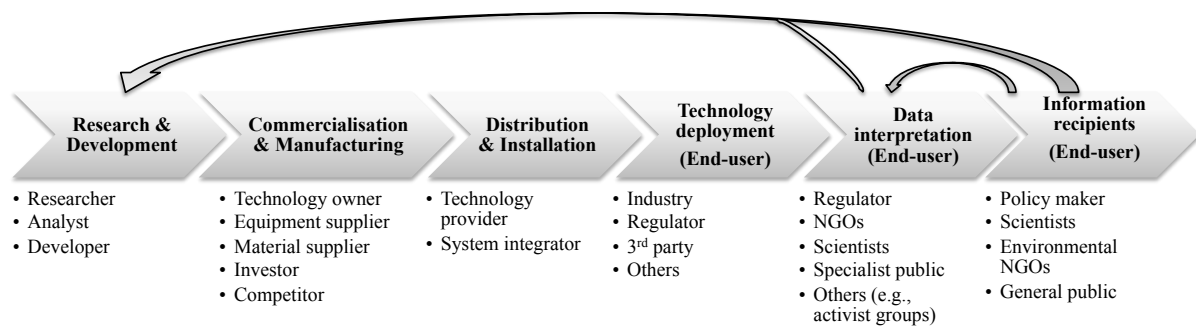 Research &
Development
Commercialisation
& Manufacturing
Distribution
& Installation
Technology
deployment
(End-user)
Data
interpretation
(End-user)
Information
recipients
(End-user)
• Researcher
• Analyst
• Developer
• Technology owner
• Equipment supplier
• Material supplier
• Investor
• Competitor
• Technology
provider
• System integrator
• Industry
• Regulator
• 3rd party
• Others
• Regulator
• NGOs
• Scientists
• Specialist public
• Others (e.g.,
activist groups)
• Policy maker
• Scientists
• Environmental
NGOs
• General public